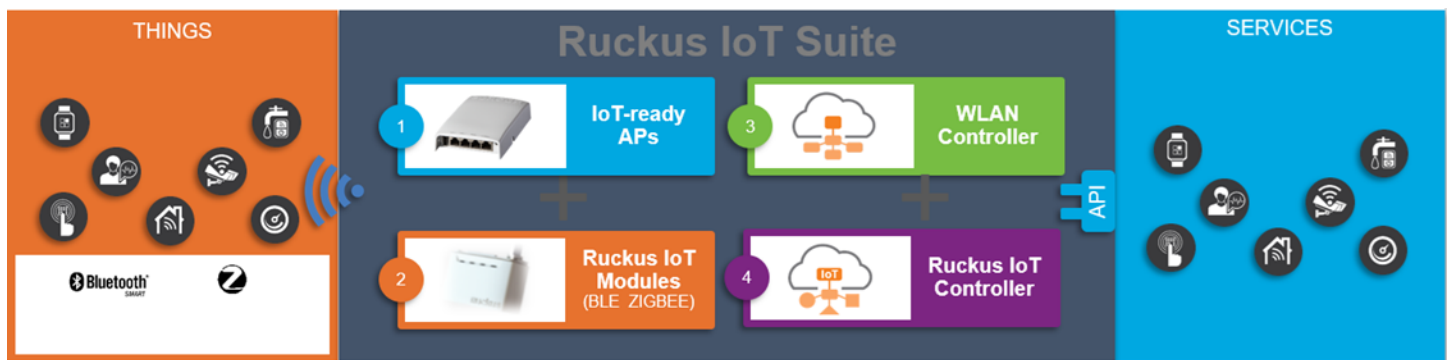 THINGS
Bluetooth
SMART
Ruckus IoT Suite
1
IoT-ready
APs
2
Ruckus IoT
Modules
(BLE ZIGBEE)
3
WLAN
Controller
4
IoT
Ruckus IoT
Controller
API
SERVICES